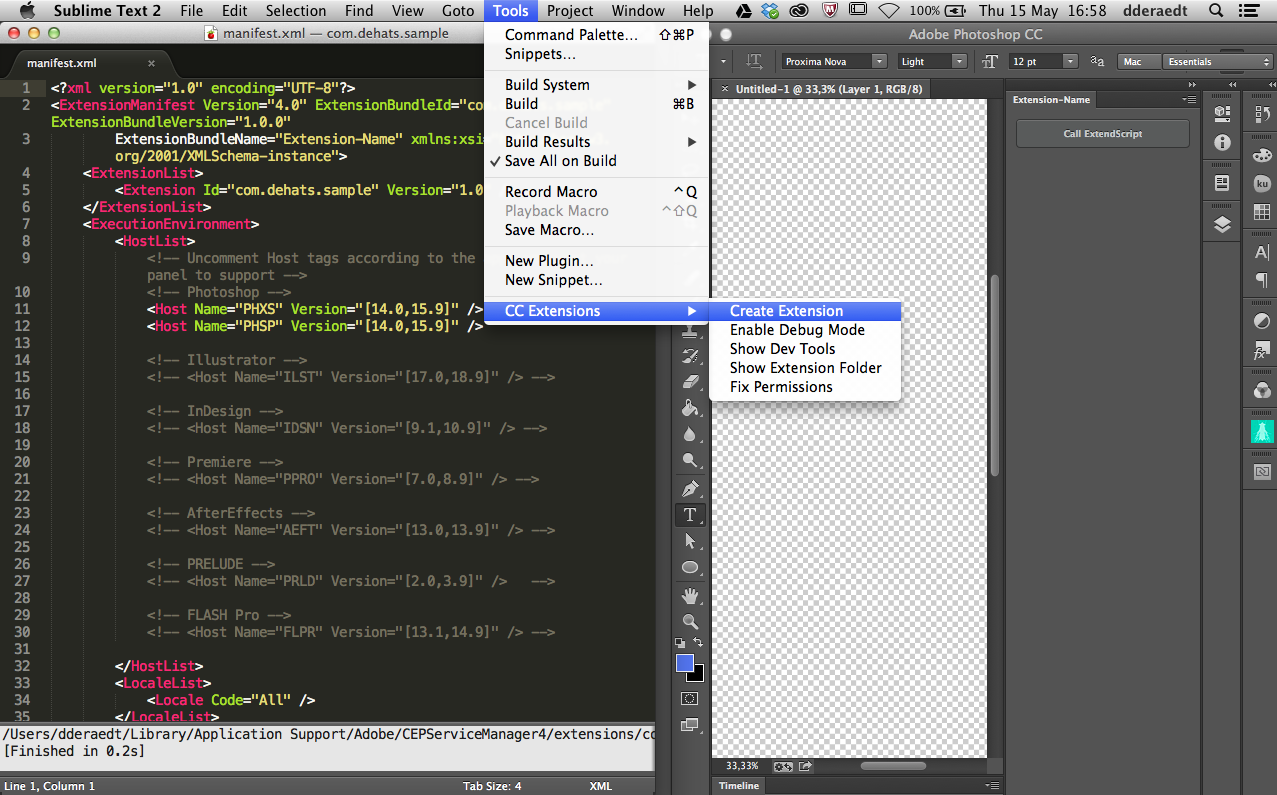 Sublime Text 2 File Edit Selection Find View Goto Tools Project Window Help 100% Thu 15 May 16:58 dderaedt
manifest.xml — com.dehats.sample
manifest.xml ×
1 <?xml version="1.0" encoding="UTF-8"?>
2 <ExtensionManifest Version="4.0" ExtensionBundleId="co
ExtensionBundleVersion="1.0.0"
3 ExtensionBundleName="Extension-Name" xmlns:xsi=
org/2001/XMLSchema-instance">
4 <ExtensionList>
5 <Extension Id="com.dehats.sample" Version="1.0
6 </ExtensionList>
7 <ExecutionEnvironment>
8 <HostList>
9 <!-- Uncomment Host tags according to the
panel to support -->
10 <!-- Photoshop -->
11 <Host Name="PHXS" Version="[14.0,15.9]" />
12 <Host Name="PHSP" Version="[14.0,15.9]" />
13
14 <!-- Illustrator -->
15 <!-- <Host Name="ILST" Version="[17.0,18.9]" /> -->
16
17 <!-- InDesign -->
18 <!-- <Host Name="IDSN" Version="[9.1,10.9]" /> -->
19
20 <!-- Premiere -->
21 <!-- <Host Name="PPRO" Version="[7.0,8.9]" /> -->
22
23 <!-- AfterEffects -->
24 <!-- <Host Name="AEFT" Version="[13.0,13.9]" /> -->
25
26 <!-- PRELUDE -->
27 <!-- <Host Name="PRLD" Version="[2.0,3.9]" />   -->
28
29 <!-- FLASH Pro -->
30 <!-- <Host Name="FLPR" Version="[13.1,14.9]" /> -->
31
32 </HostList>
33 <LocaleList>
34 <Locale Code="All" />
35 </LocaleList>
/Users/dderaedt/Library/Application Support/Adobe/CEPServiceManager4/extensions/co
[Finished in 0.2s]
Line 1, Column 1 Tab Size: 4 XML
Command Palette... ⇧⌘P
Snippets...
Build System ▶
Build ⌘B
Cancel Build
Build Results ▶
✓ Save All on Build
Record Macro ^Q
Playback Macro ^⇧Q
Save Macro...
New Plugin...
New Snippet...
CC Extensions ▶
Create Extension
Enable Debug Mode
Show Dev Tools
Show Extension Folder
Fix Permissions
Adobe Photoshop CC
Proxima Nova Light 12 pt aa Mac Essentials
× Untitled-1 @ 33,3% (Layer 1, RGB/8)
Extension-Name
Call ExtendScript
ku
33,33%
Timeline